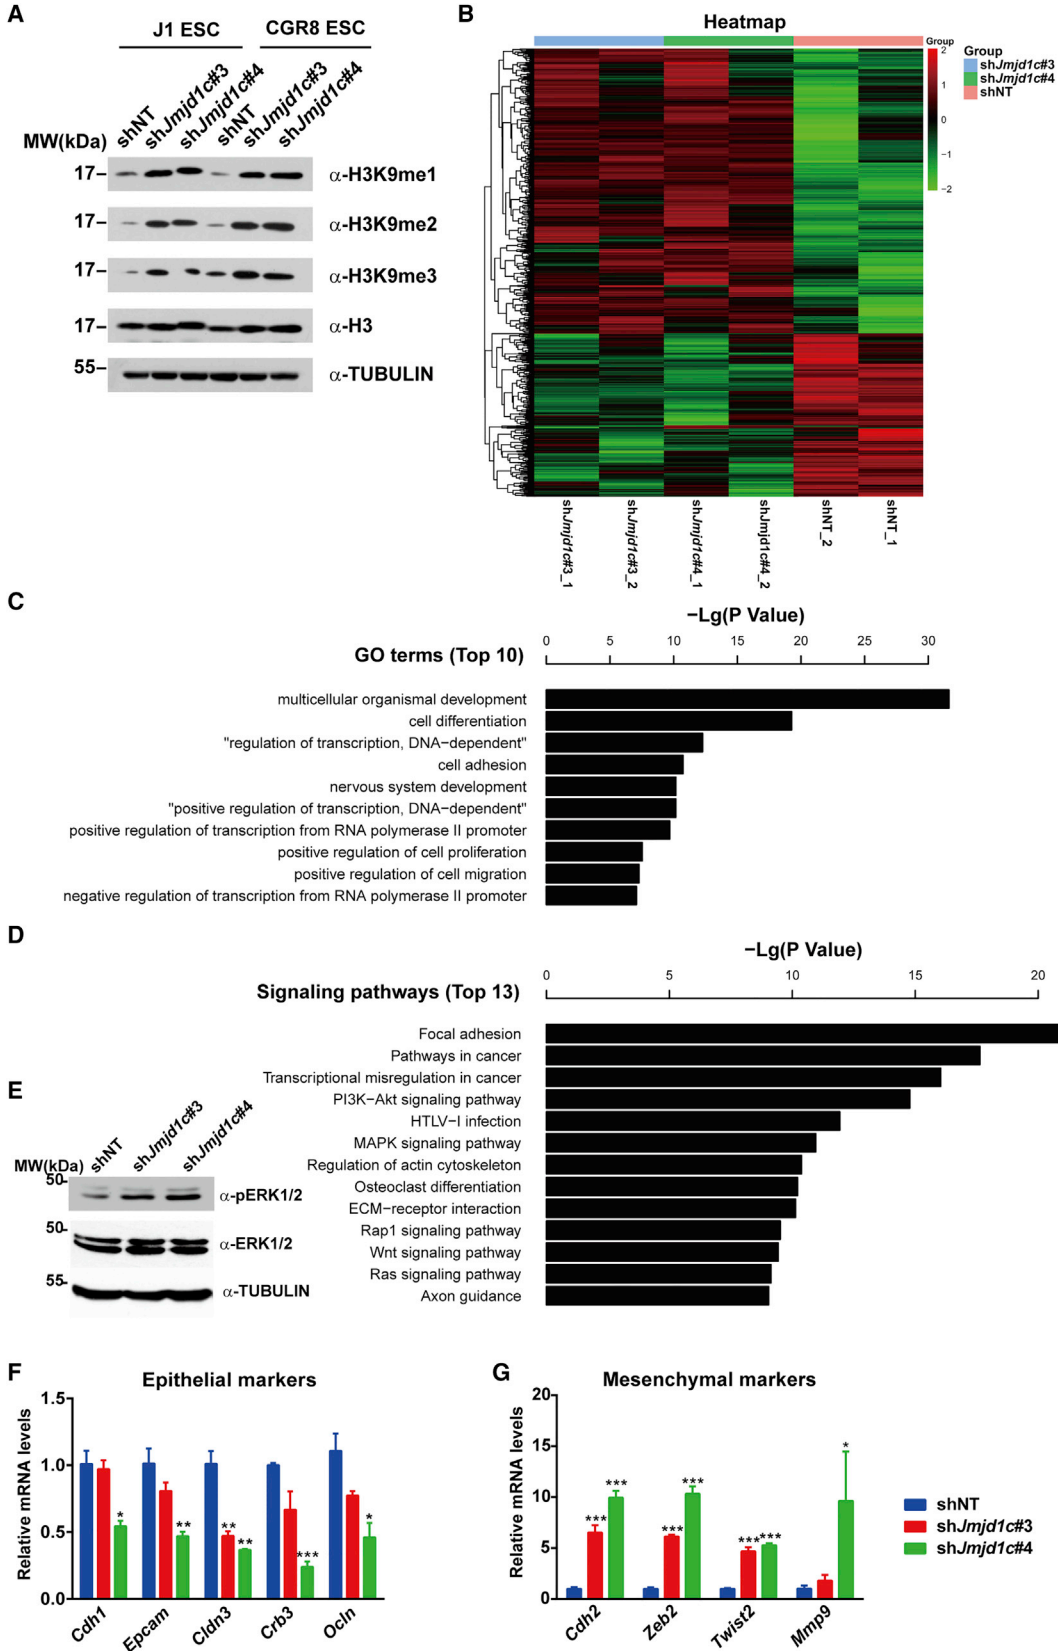 A
J1 ESC
CGR8 ESC
MW(kDa)
shNT
shJmjd1c#3
shJmjd1c#4
shNT
shJmjd1c#3
shJmjd1c#4
17
α-H3K9me1
17
α-H3K9me2
17
α-H3K9me3
17
α-H3
55
α-TUBULIN
B
Heatmap
Group
2
1
0
−1
−2
Group
shJmjd1c#3
shJmjd1c#4
shNT
shJmjd1c#3_1
shJmjd1c#3_2
shJmjd1c#4_1
shJmjd1c#4_2
shNT_2
shNT_1
C
−Lg(P Value)
0 5 10 15 20 25 30
GO terms (Top 10)
multicellular organismal development
cell differentiation
"regulation of transcription, DNA−dependent"
cell adhesion
nervous system development
"positive regulation of transcription, DNA−dependent"
positive regulation of transcription from RNA polymerase II promoter
positive regulation of cell proliferation
positive regulation of cell migration
negative regulation of transcription from RNA polymerase II promoter
D
−Lg(P Value)
0 5 10 15 20
Signaling pathways (Top 13)
Focal adhesion
Pathways in cancer
Transcriptional misregulation in cancer
PI3K−Akt signaling pathway
HTLV−I infection
MAPK signaling pathway
Regulation of actin cytoskeleton
Osteoclast differentiation
ECM−receptor interaction
Rap1 signaling pathway
Wnt signaling pathway
Ras signaling pathway
Axon guidance
E
MW(kDa)
shNT
shJmjd1c#3
shJmjd1c#4
50
α-pERK1/2
50
α-ERK1/2
55
α-TUBULIN
F
Epithelial markers
Relative mRNA levels
1.5
1.0
0.5
0.0
*
**
**
**
***
*
Cdh1
Epcam
Cldn3
Crb3
Ocln
G
Mesenchymal markers
Relative mRNA levels
20
15
10
5
0
***
***
***
***
***
***
*
Cdh2
Zeb2
Twist2
Mmp9
shNT
shJmjd1c#3
shJmjd1c#4